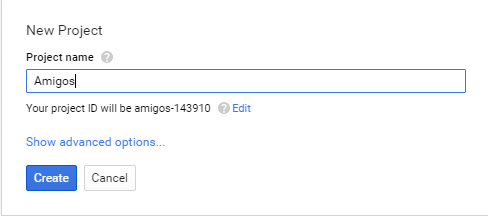 New Project
Project name ?
Amigos
Your project ID will be amigos-143910 ? Edit
Show advanced options...
Create Cancel